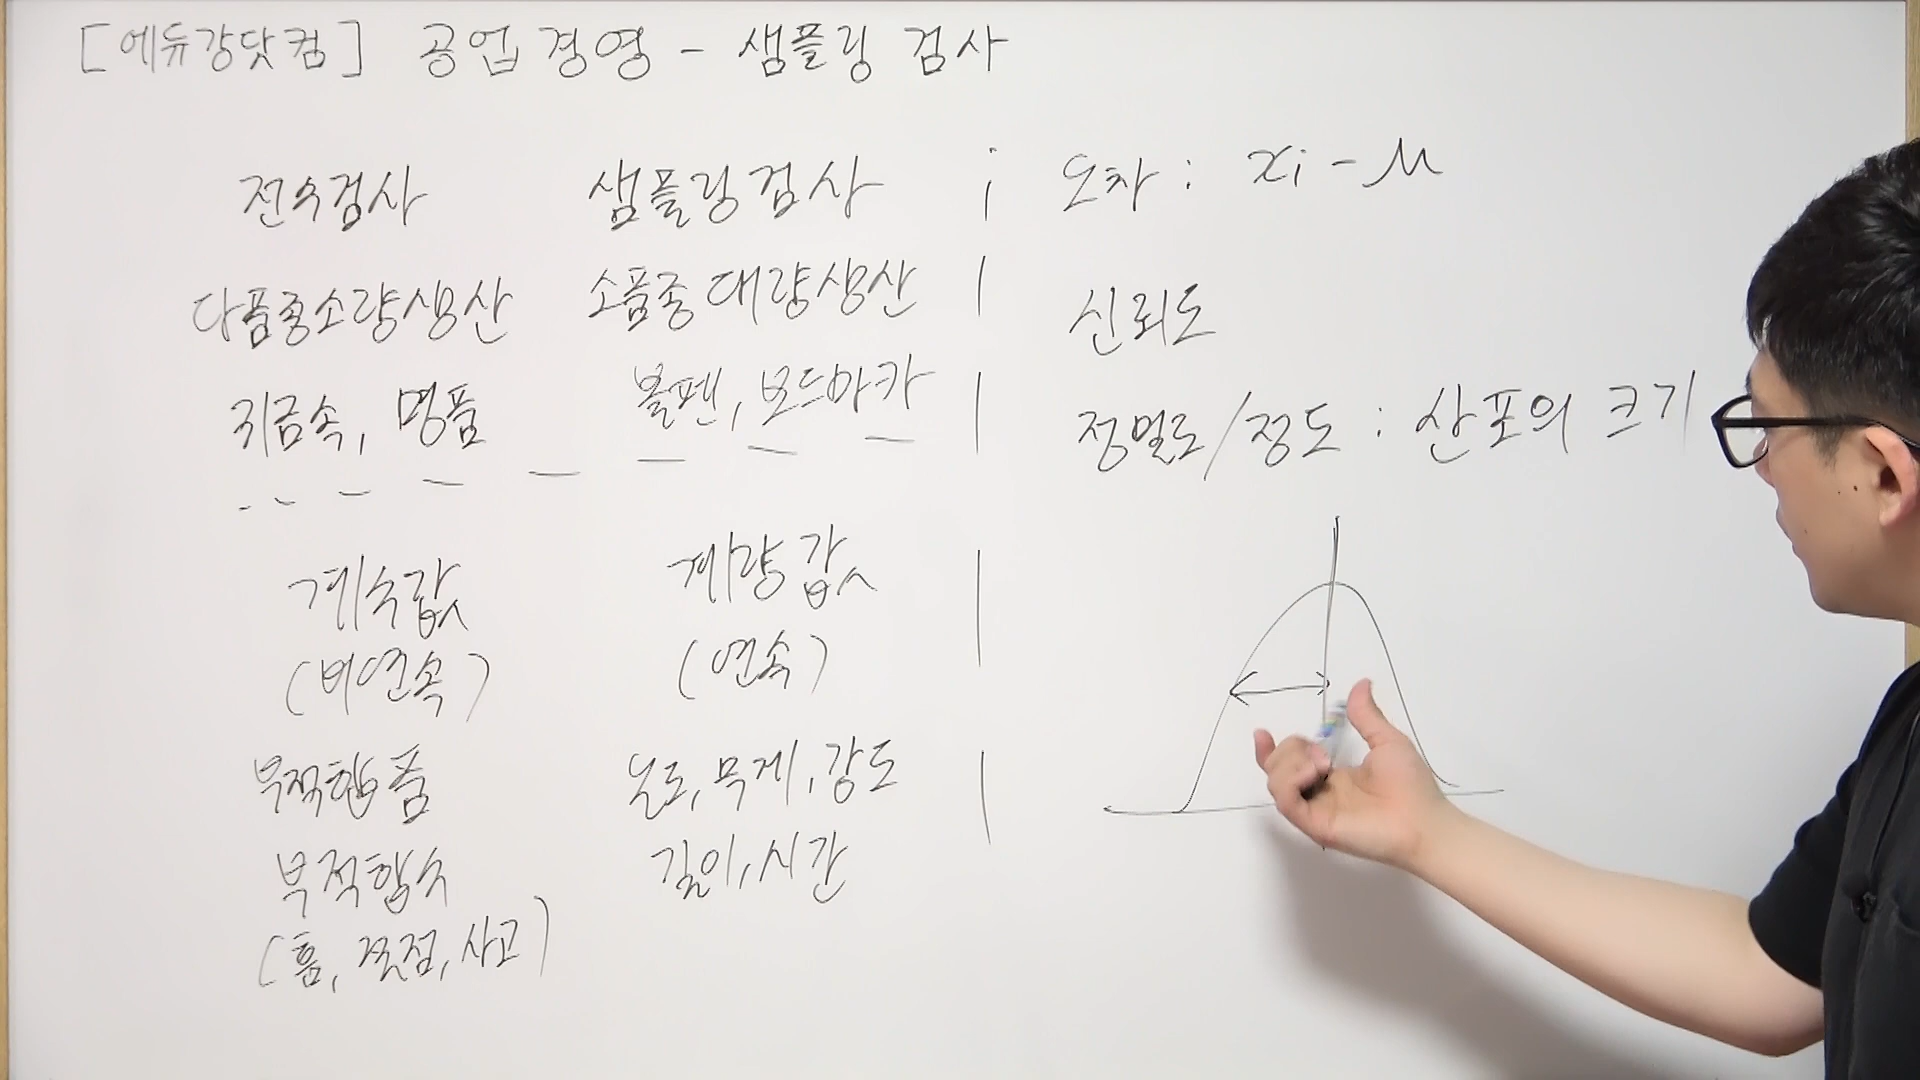 [에듀강닷컴] 공업경영 - 샘플링 검사
전수검사 샘플링검사
다품종소량생산 소품종대량생산
귀금속, 명품 볼펜, 보드마카
계수값 계량값
(비연속) (연속)
부적합품 온도, 무게, 강도
부적합수 길이, 시간
(흠, 결점, 사고)
오차 : xi - μ
신뢰도
정밀도/정도 : 산포의 크기